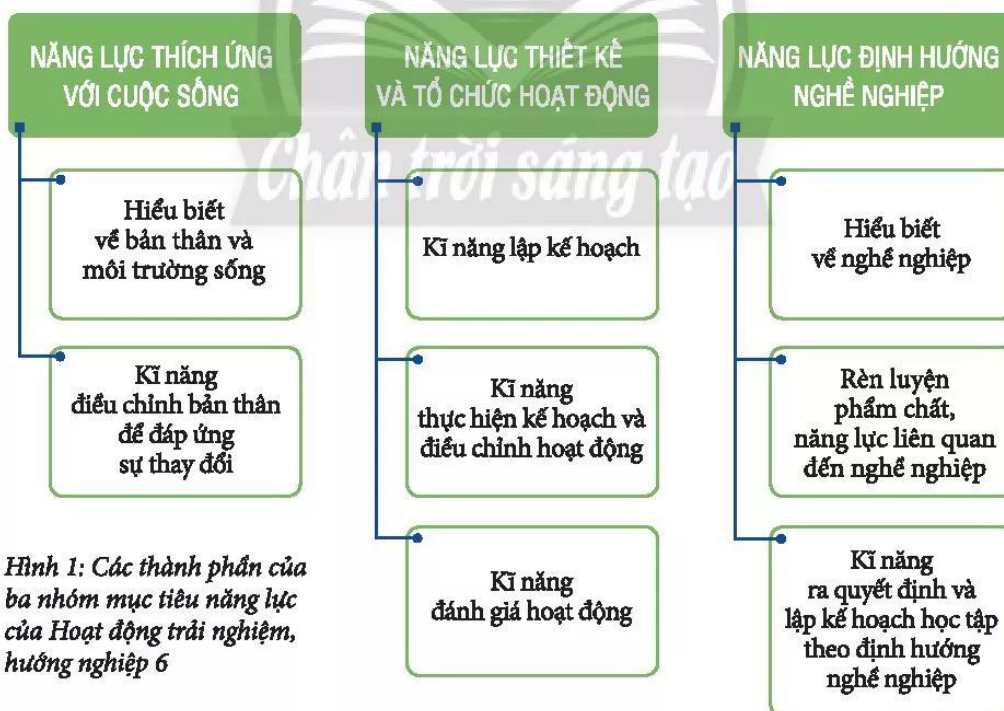 NĂNG LỰC THÍCH ỨNG
VỚI CUỘC SỐNG
Hiểu biết
về bản thân và
môi trường sống
Kĩ năng
điều chỉnh bản thân
để đáp ứng
sự thay đổi
NĂNG LỰC THIẾT KẾ
VÀ TỔ CHỨC HOẠT ĐỘNG
Kĩ năng lập kế hoạch
Kĩ năng
thực hiện kế hoạch và
điều chỉnh hoạt động
Kĩ năng
đánh giá hoạt động
NĂNG LỰC ĐỊNH HƯỚNG
NGHỀ NGHIỆP
Hiểu biết
về nghề nghiệp
Rèn luyện
phẩm chất,
năng lực liên quan
đến nghề nghiệp
Kĩ năng
ra quyết định và
lập kế hoạch học tập
theo định hướng
nghề nghiệp
Chân trời sáng tạo
Hình 1: Các thành phần của
ba nhóm mục tiêu năng lực
của Hoạt động trải nghiệm,
hướng nghiệp 6